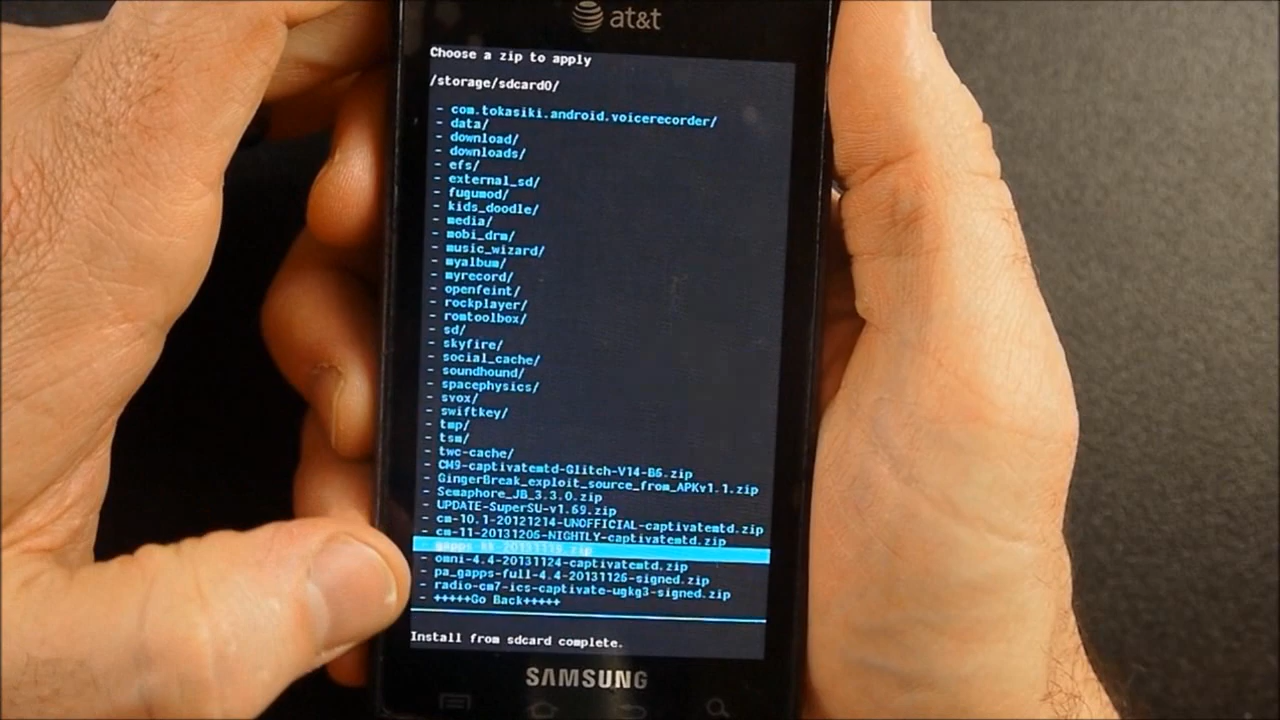 at&t
Choose a zip to apply
/storage/sdcard0/
- com.tokasiki.android.voicerecorder/
- data/
- download/
- downloads/
- efs/
- external_sd/
- fugumod/
- kids_doodle/
- media/
- mobi_drm/
- music_wizard/
- myalbum/
- myrecord/
- openfeint/
- rockplayer/
- romtoolbox/
- sd/
- skyfire/
- social_cache/
- soundhound/
- spacephysics/
- svox/
- swiftkey/
- tmp/
- tsm/
- twc-cache/
- CM9-captivatemtd-Glitch-V14-B6.zip
- GingerBreak_exploit_source_from_APKv1.1.zip
- Semaphore_JB_3.3.0.zip
- UPDATE-SuperSU-v1.69.zip
- cm-10.1-20121214-UNOFFICIAL-captivatemtd.zip
- cm-11-20131206-NIGHTLY-captivatemtd.zip
- omni-4.4-20131124-captivatemtd.zip
- pa_gapps-full-4.4-20131126-signed.zip
- radio-cm7-ics-captivate-ugkg3-signed.zip
- +++++Go Back+++++
Install from sdcard complete.
SAMSUNG